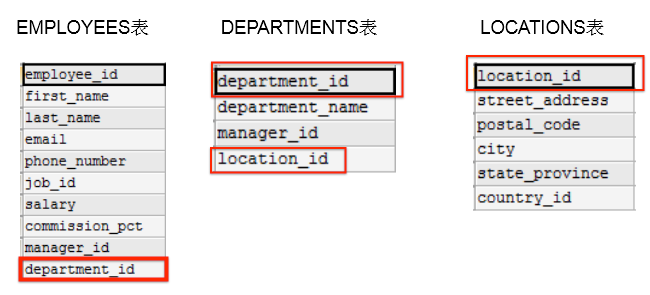 EMPLOYEES表
employee_id
first_name
last_name
email
phone_number
job_id
salary
commission_pct
manager_id
department_id
DEPARTMENTS表
department_id
department_name
manager_id
location_id
LOCATIONS表
location_id
street_address
postal_code
city
state_province
country_id